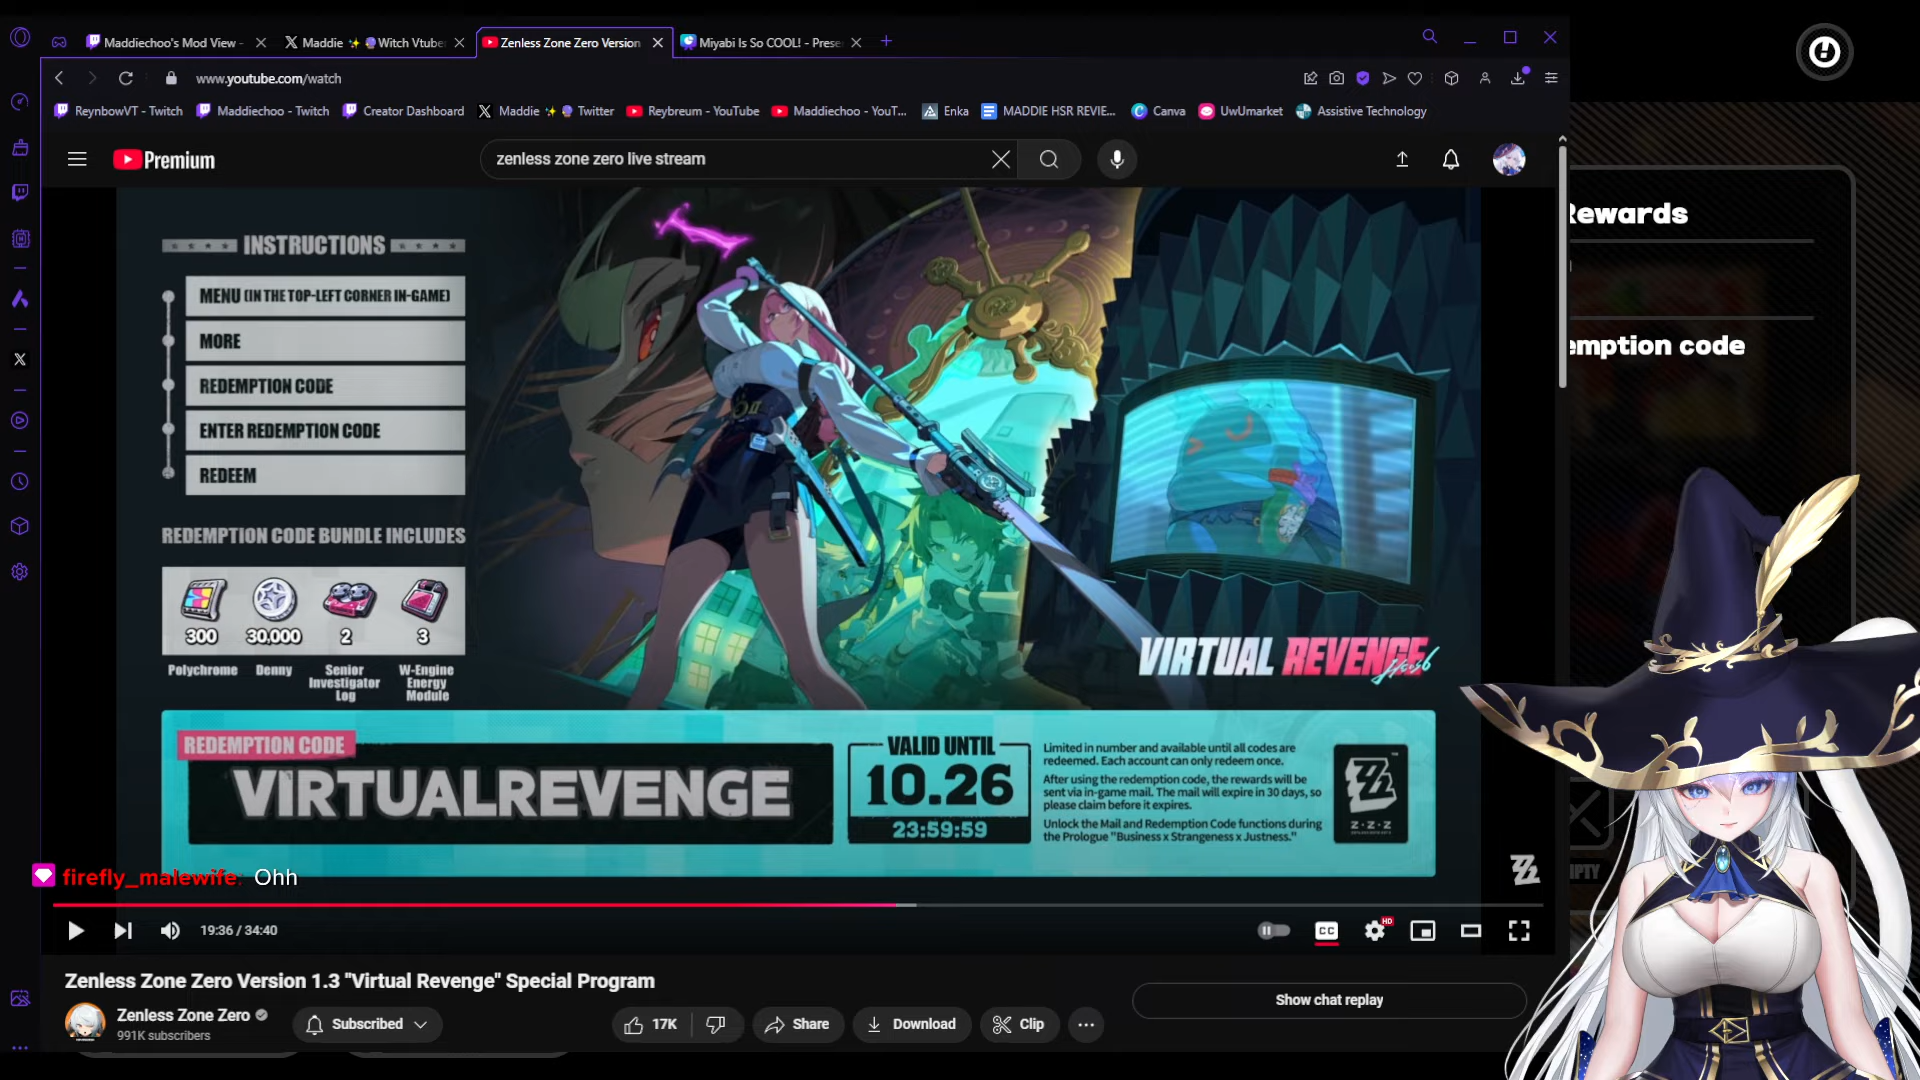 Maddiechoo's Mod View -
Maddie ✨🔮Witch Vtube
Zenless Zone Zero Version
Miyabi Is So COOL! - Prese
www.youtube.com/watch
ReynbowVT - Twitch
Maddiechoo - Twitch
Creator Dashboard
Maddie ✨🔮 Twitter
Reybreum - YouTube
Maddiechoo - YouT...
Enka
MADDIE HSR REVIE...
Canva
UwUmarket
Assistive Technology
Premium
zenless zone zero live stream
Rewards
emption code
INSTRUCTIONS
MENU (IN THE TOP-LEFT CORNER IN-GAME)
MORE
REDEMPTION CODE
ENTER REDEMPTION CODE
REDEEM
REDEMPTION CODE BUNDLE INCLUDES
300
30,000
2
3
Polychrome
Denny
Senior Investigator Log
W-Engine Energy Module
VIRTUAL REVENGE
REDEMPTION CODE
VIRTUALREVENGE
VALID UNTIL
10.26
23:59:59
Limited in number and available until all codes are
redeemed. Each account can only redeem once.
After using the redemption code, the rewards will be
sent via in-game mail. The mail will expire in 30 days, so
please claim before it expires.
Unlock the Mail and Redemption Code functions during
the Prologue "Business x Strangeness x Justness."
Z·Z·Z
firefly_malewife: Ohh
19:36 / 34:40
CC
HD
Zenless Zone Zero Version 1.3 "Virtual Revenge" Special Program
Zenless Zone Zero
991K subscribers
Subscribed
17K
Share
Download
Clip
Show chat replay